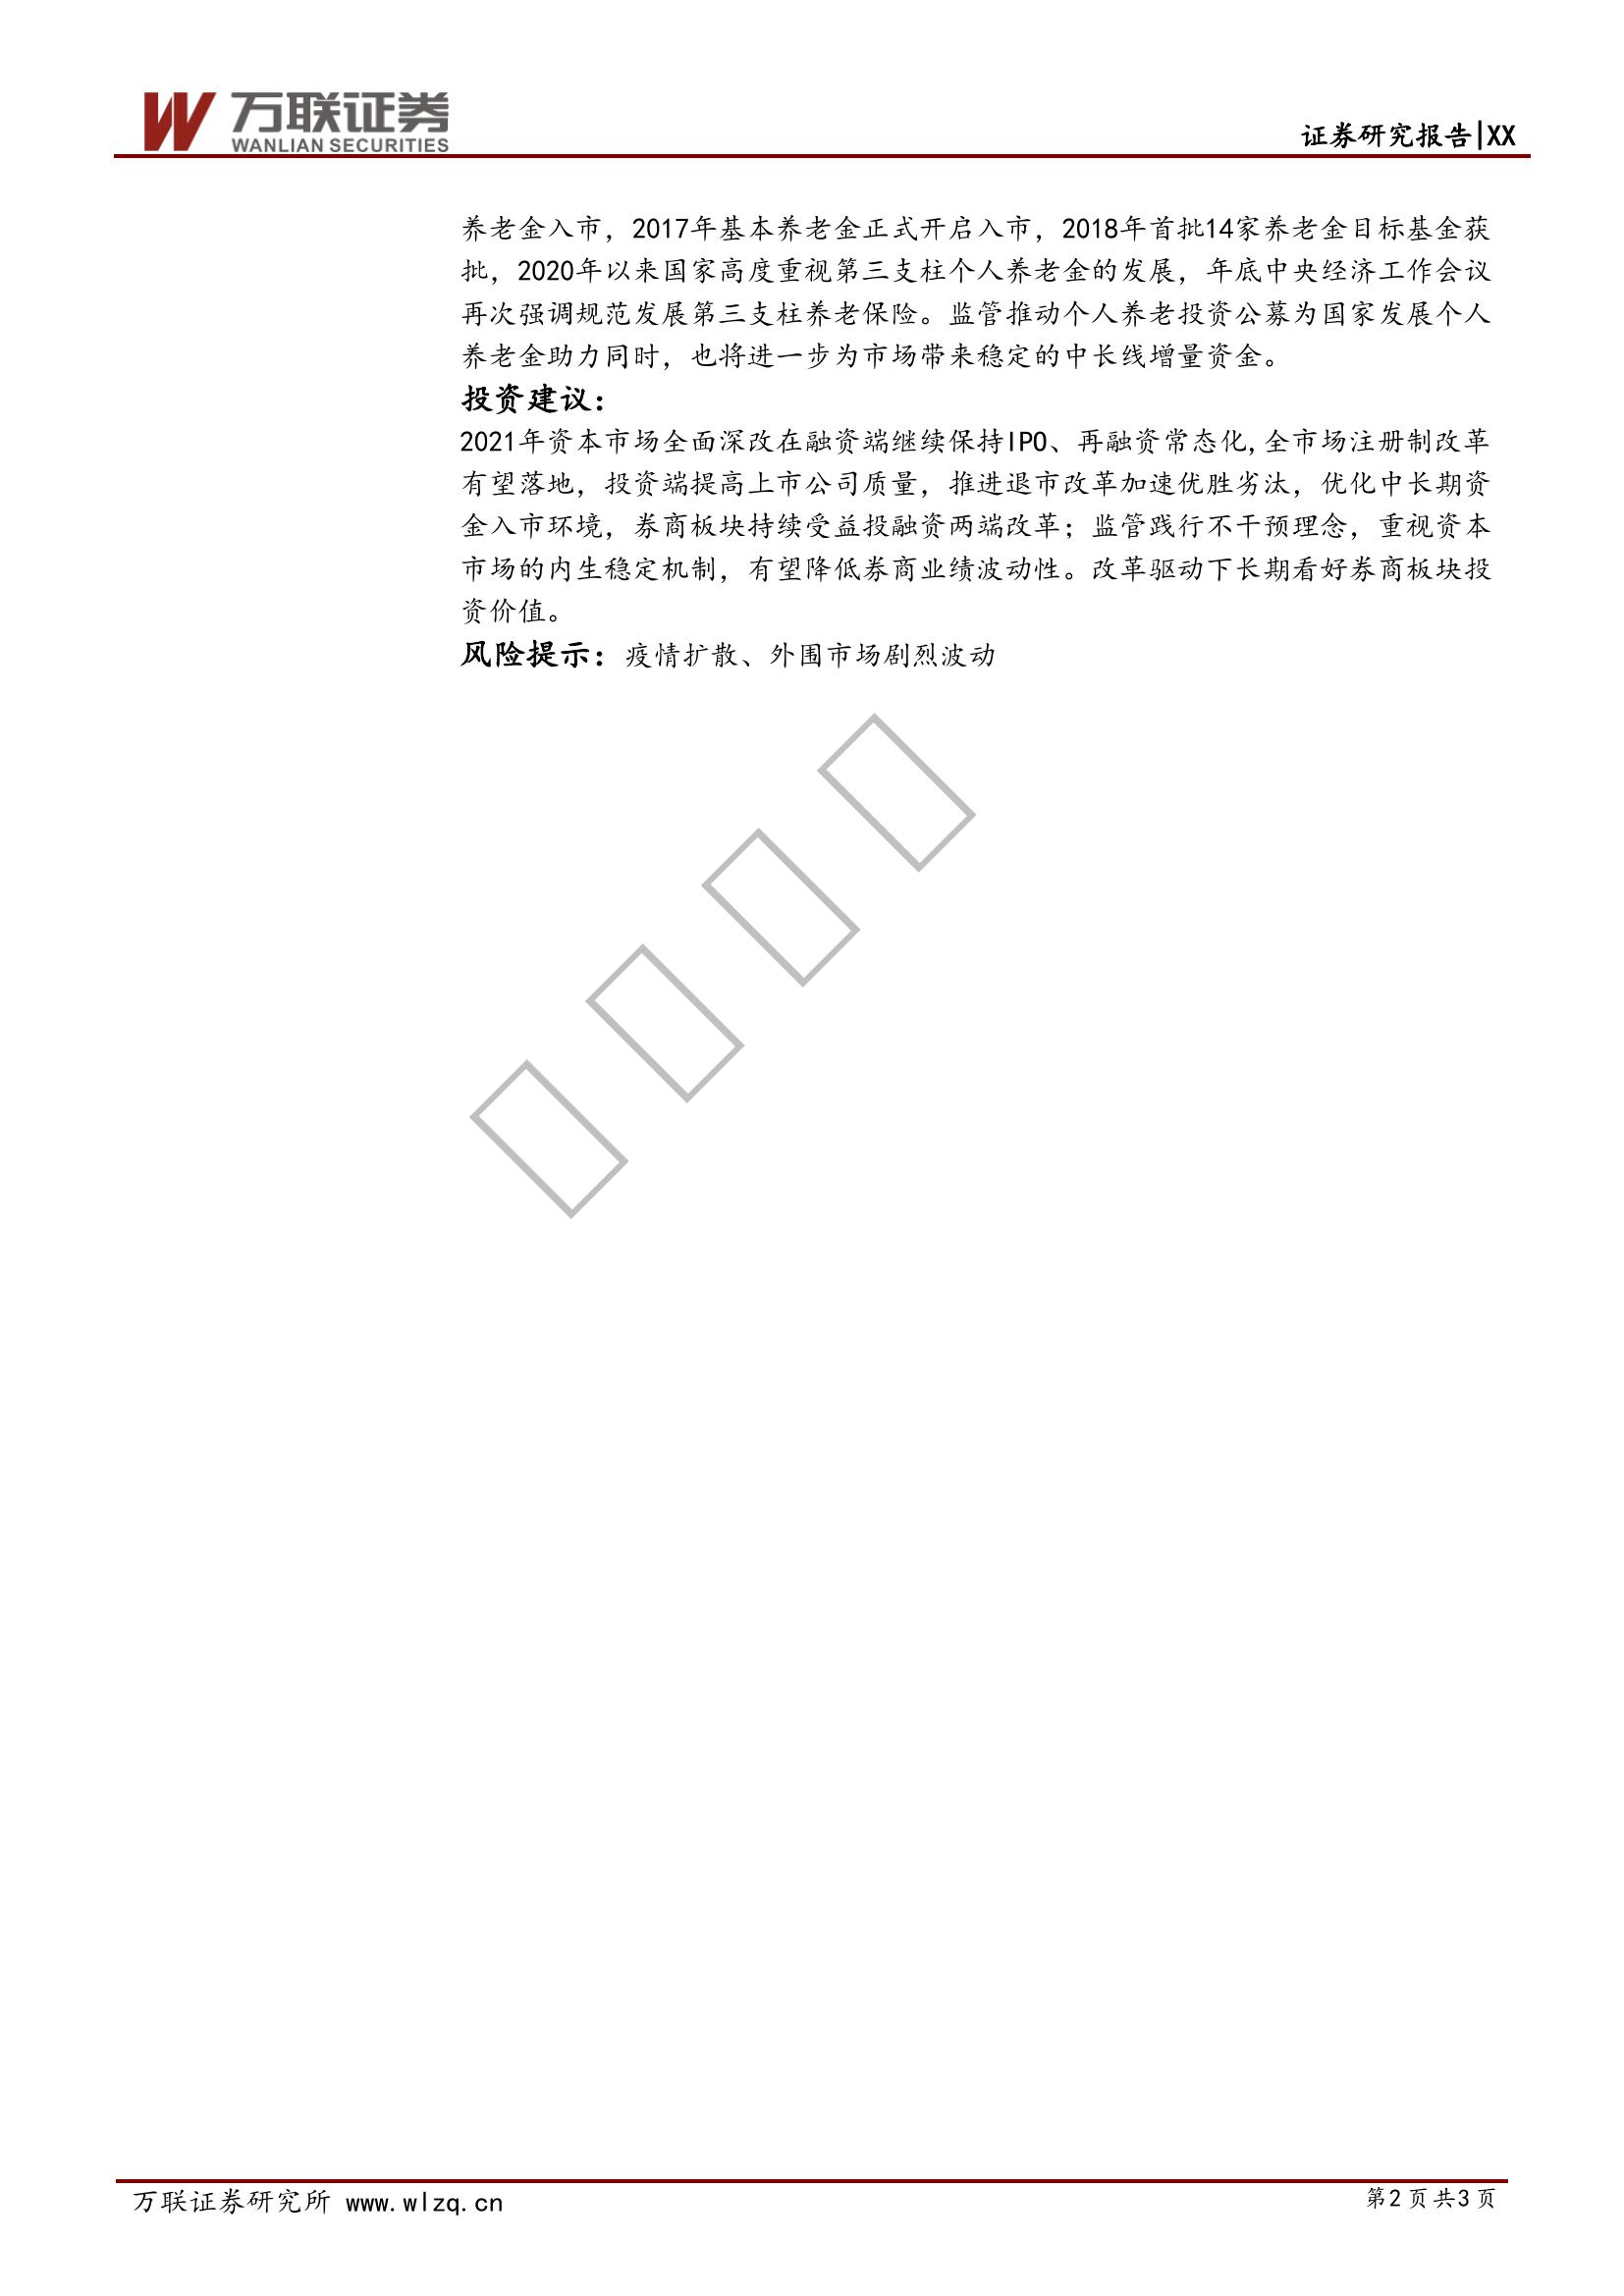 万联证券
WANLIAN SECURITIES
证券研究报告|XX
养老金入市，2017年基本养老金正式开启入市，2018年首批14家养老金目标基金获
批，2020年以来国家高度重视第三支柱个人养老金的发展，年底中央经济工作会议
再次强调规范发展第三支柱养老保险。监管推动个人养老投资公募为国家发展个人
养老金助力同时，也将进一步为市场带来稳定的中长线增量资金。
投资建议：
2021年资本市场全面深改在融资端继续保持IPO、再融资常态化,全市场注册制改革
有望落地，投资端提高上市公司质量，推进退市改革加速优胜劣汰，优化中长期资
金入市环境，券商板块持续受益投融资两端改革；监管践行不干预理念，重视资本
市场的内生稳定机制，有望降低券商业绩波动性。改革驱动下长期看好券商板块投
资价值。
风险提示：疫情扩散、外围市场剧烈波动
万联证券研究所 www.wlzq.cn
第2页共3页